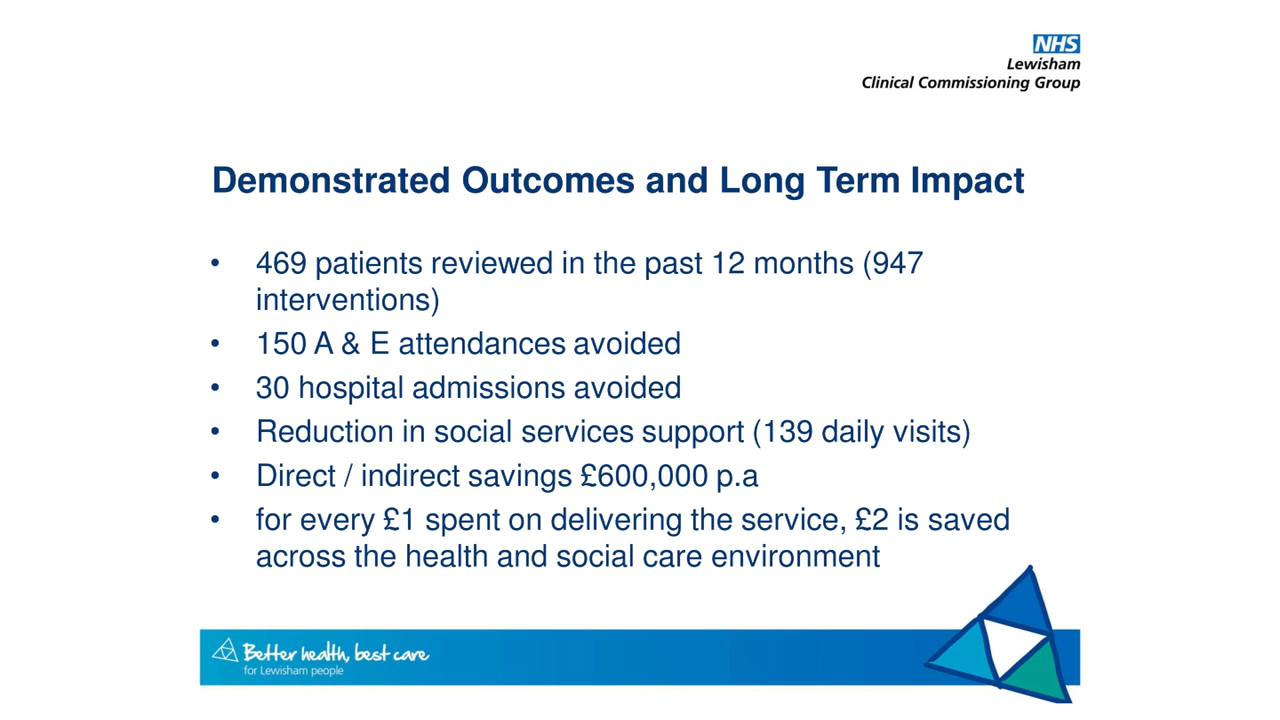 NHS
Lewisham
Clinical Commissioning Group
Demonstrated Outcomes and Long Term Impact
• 469 patients reviewed in the past 12 months (947
interventions)
• 150 A & E attendances avoided
• 30 hospital admissions avoided
• Reduction in social services support (139 daily visits)
• Direct / indirect savings £600,000 p.a
• for every £1 spent on delivering the service, £2 is saved
across the health and social care environment
Better health, best care
for Lewisham people